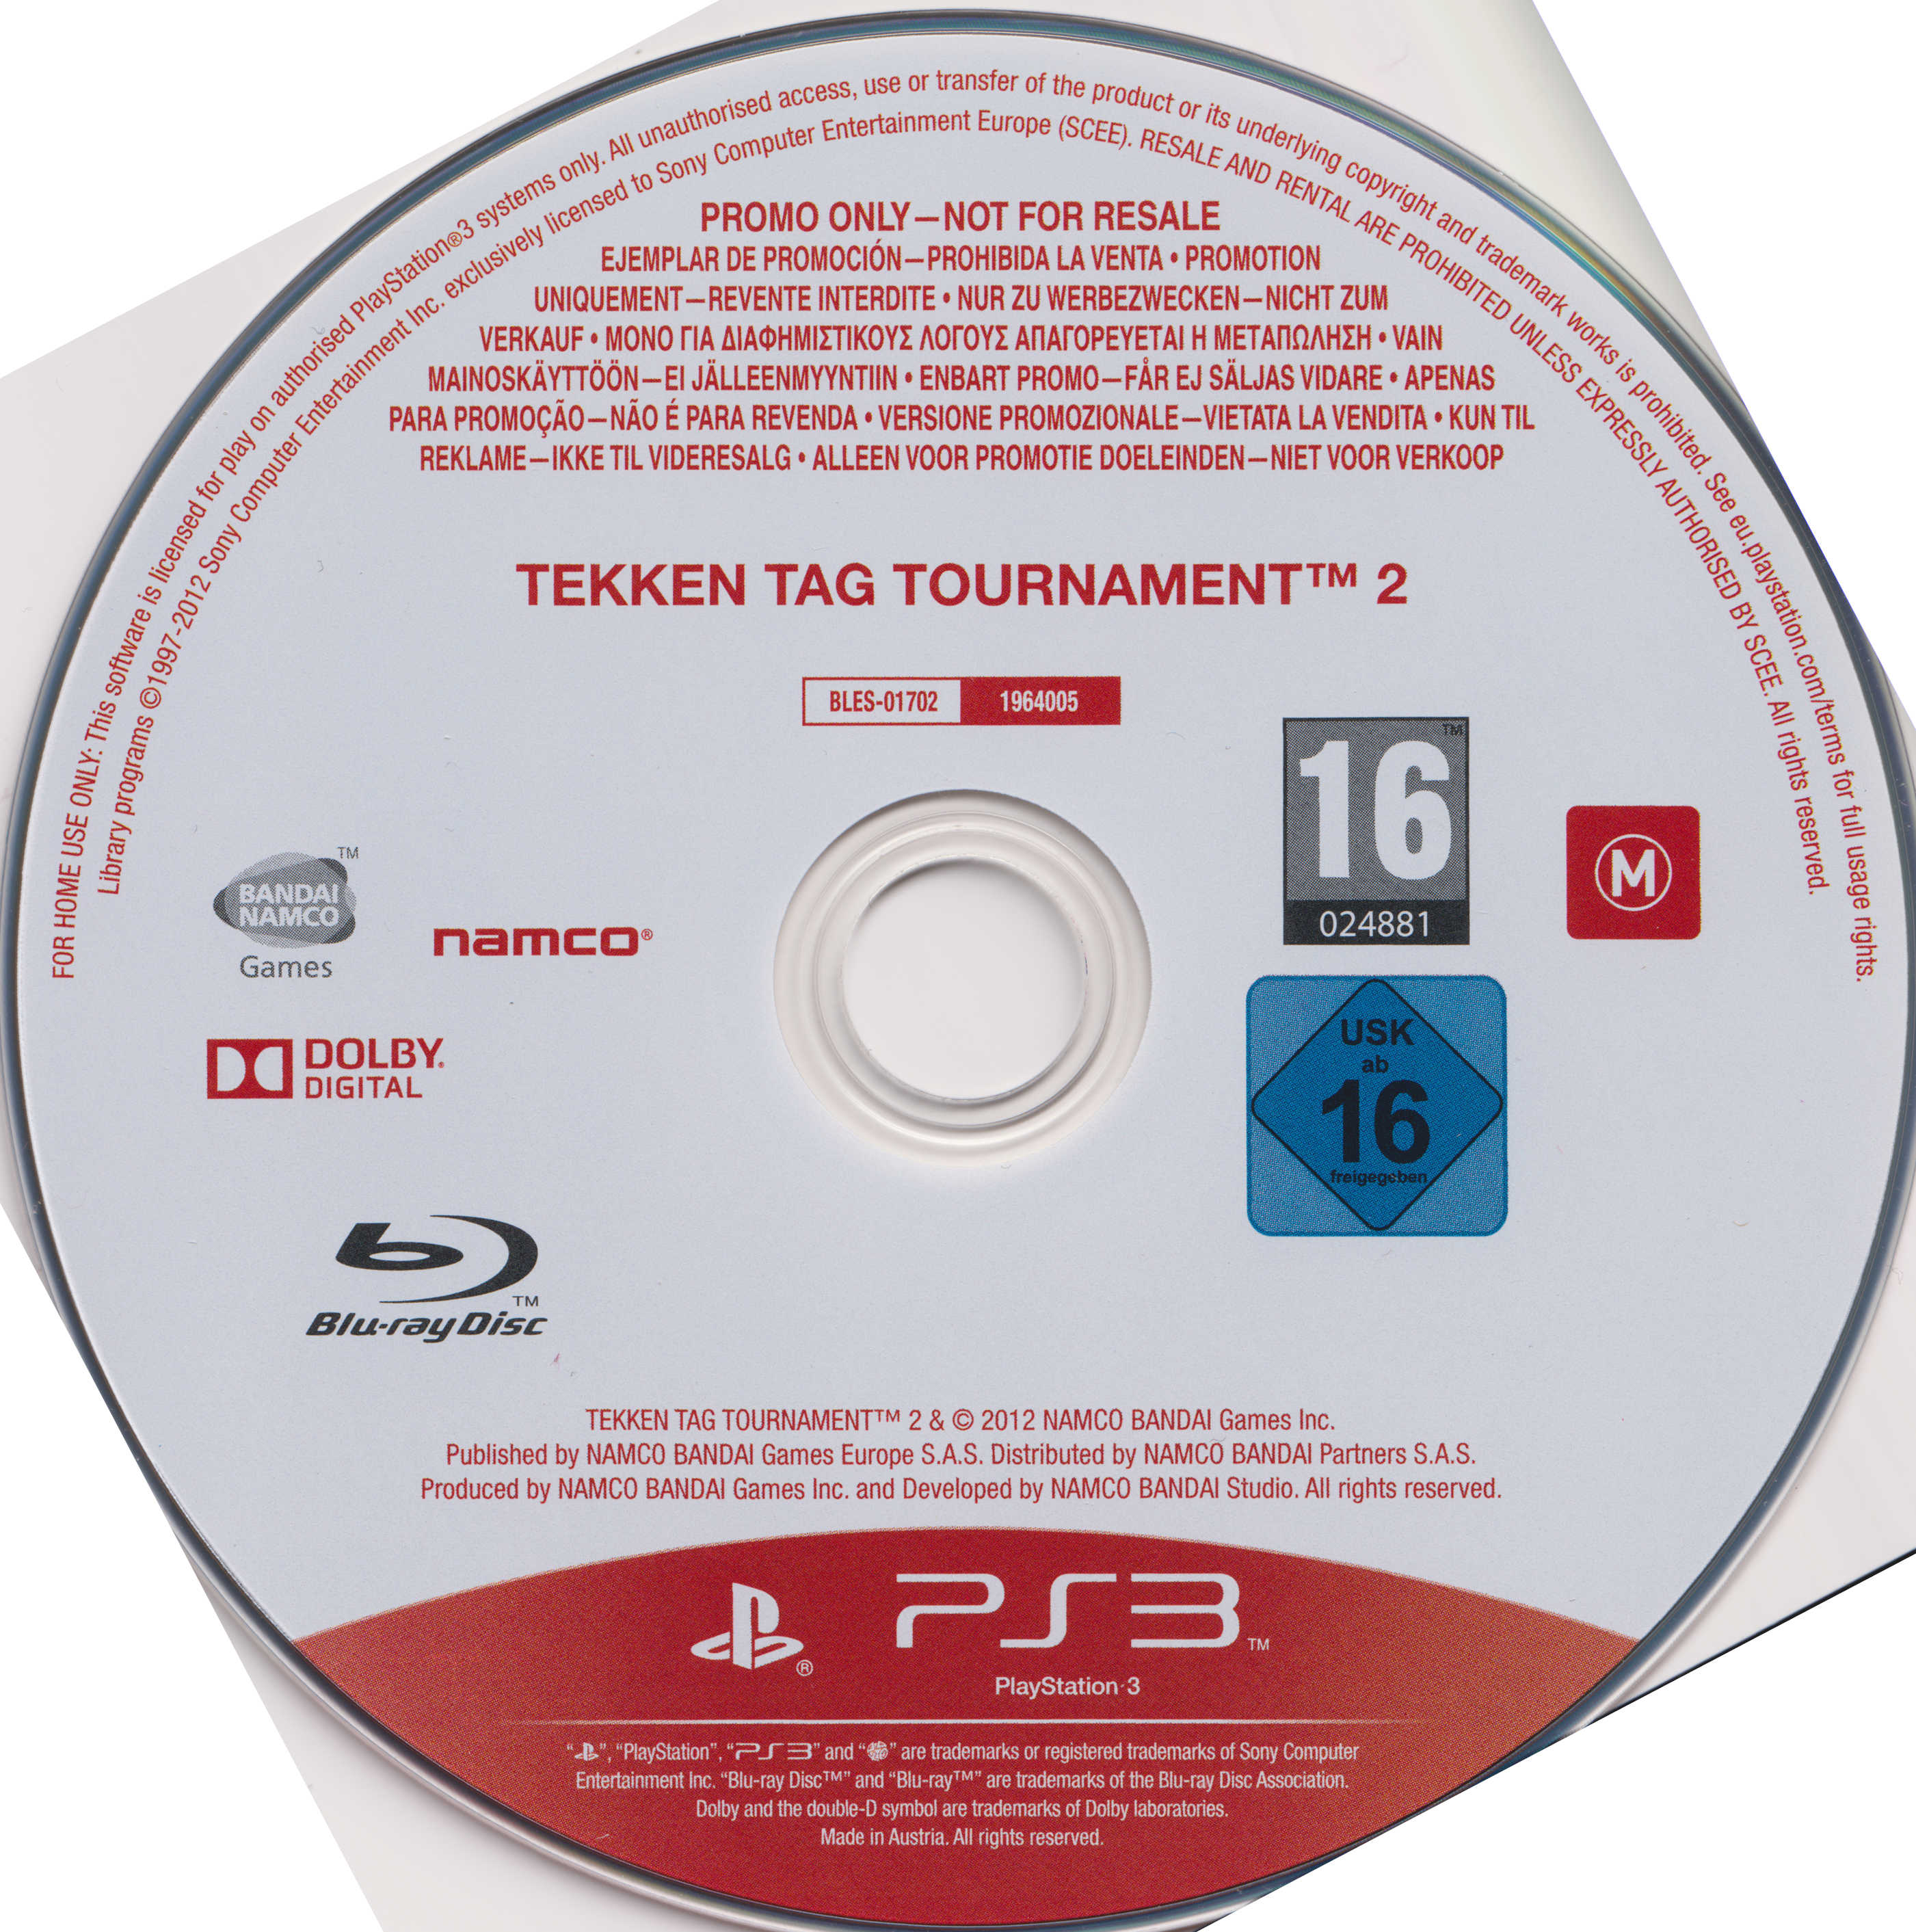 FOR HOME USE ONLY: This software is licensed for play on authorised PlayStation®3 systems only. All unauthorised access, use or transfer of the product or its underlying copyright and trademark works is prohibited. See eu.playstation.com/terms for full usage rights.
Library programs ©1997-2012 Sony Computer Entertainment Inc. exclusively licensed to Sony Computer Entertainment Europe (SCEE). RESALE AND RENTAL ARE PROHIBITED UNLESS EXPRESSLY AUTHORISED BY SCEE. All rights reserved.
PROMO ONLY—NOT FOR RESALE
EJEMPLAR DE PROMOCIÓN—PROHIBIDA LA VENTA • PROMOTION
UNIQUEMENT—REVENTE INTERDITE • NUR ZU WERBEZWECKEN—NICHT ZUM
VERKAUF • ΜΟΝΟ ΓΙΑ ΔΙΑΦΗΜΙΣΤΙΚΟΥΣ ΛΟΓΟΥΣ ΑΠΑΓΟΡΕΥΕΤΑΙ Η ΜΕΤΑΠΩΛΗΣΗ • VAIN
MAINOSKÄYTTÖÖN—EI JÄLLEENMYYNTIIN • ENBART PROMO—FÅR EJ SÄLJAS VIDARE • APENAS
PARA PROMOÇÃO—NÃO É PARA REVENDA • VERSIONE PROMOZIONALE—VIETATA LA VENDITA • KUN TIL
REKLAME—IKKE TIL VIDERESALG • ALLEEN VOOR PROMOTIE DOELEINDEN—NIET VOOR VERKOOP
TEKKEN TAG TOURNAMENT™ 2
BLES-01702 1964005
16™
024881
M
BANDAI™
NAMCO
Games
namco®
DOLBY®
DIGITAL
USK
ab
16
freigegeben
Blu-ray Disc™
TEKKEN TAG TOURNAMENT™ 2 & © 2012 NAMCO BANDAI Games Inc.
Published by NAMCO BANDAI Games Europe S.A.S. Distributed by NAMCO BANDAI Partners S.A.S.
Produced by NAMCO BANDAI Games Inc. and Developed by NAMCO BANDAI Studio. All rights reserved.
® PS3™
PlayStation·3
“”, “PlayStation”, “PS3” and “” are trademarks or registered trademarks of Sony Computer
Entertainment Inc. “Blu-ray Disc™” and “Blu-ray™” are trademarks of the Blu-ray Disc Association.
Dolby and the double-D symbol are trademarks of Dolby laboratories.
Made in Austria. All rights reserved.